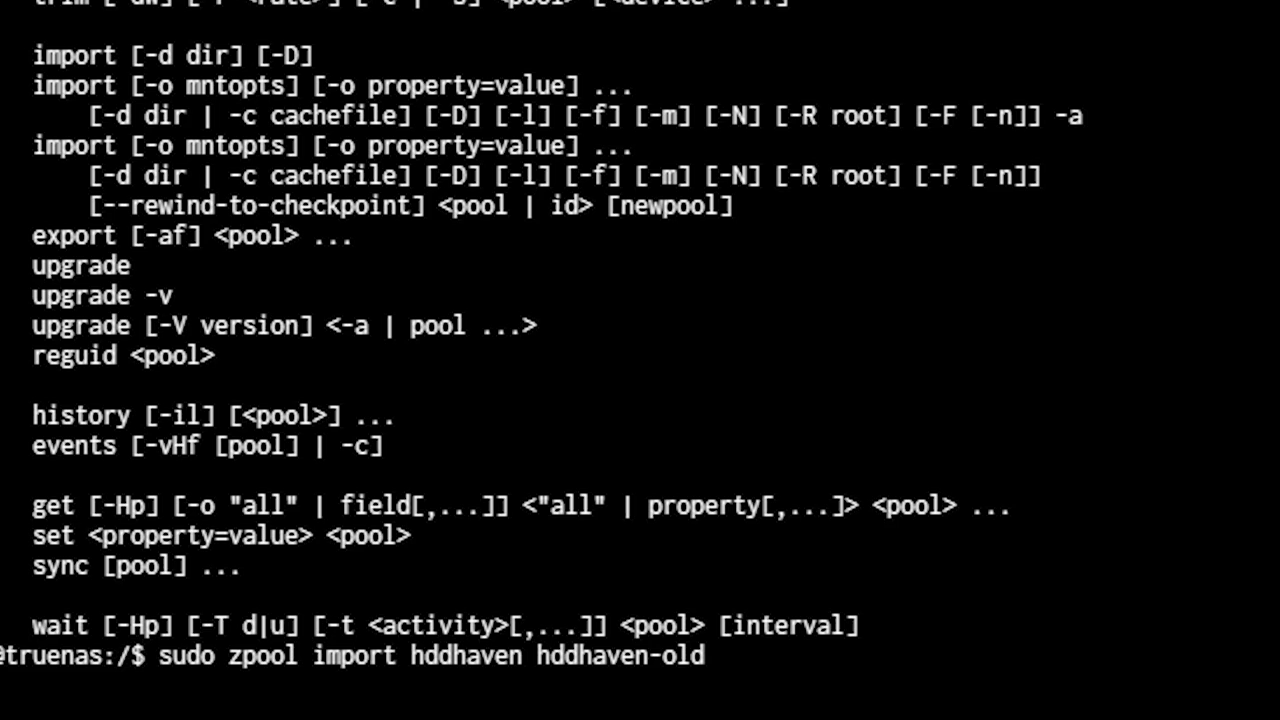 import [-d dir] [-D]
import [-o mntopts] [-o property=value] ...
[-d dir | -c cachefile] [-D] [-l] [-f] [-m] [-N] [-R root] [-F [-n]] -a
import [-o mntopts] [-o property=value] ...
[-d dir | -c cachefile] [-D] [-l] [-f] [-m] [-N] [-R root] [-F [-n]]
[--rewind-to-checkpoint] <pool | id> [newpool]
export [-af] <pool> ...
upgrade
upgrade -v
upgrade [-V version] <-a | pool ...>
reguid <pool>
history [-il] [<pool>] ...
events [-vHf [pool] | -c]
get [-Hp] [-o "all" | field[,...]] <"all" | property[,...]> <pool> ...
set <property=value> <pool>
sync [pool] ...
wait [-Hp] [-T d|u] [-t <activity>[,...]] <pool> [interval]
@truenas:/$ sudo zpool import hddhaven hddhaven-old